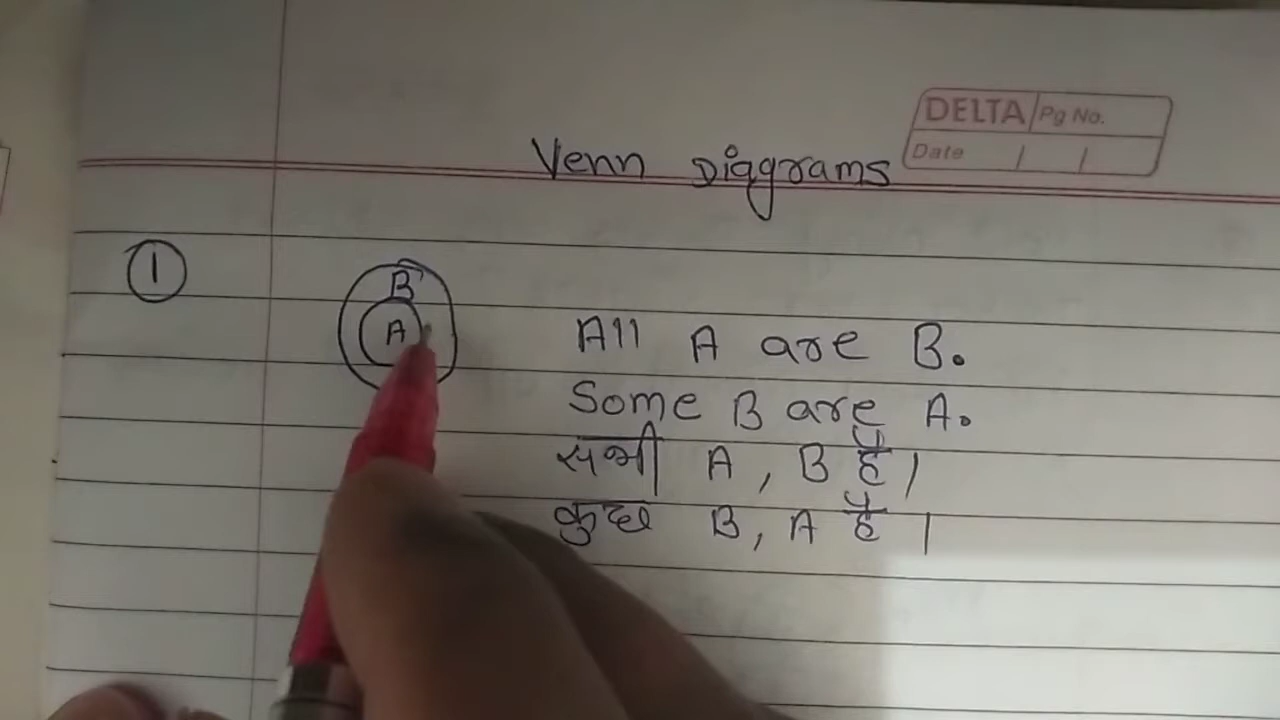 DELTA Pg No.
Date / /
Venn Diagrams
1
B
A
All A are B.
Some B are A.
सभी A, B है।
कुछ B, A है।